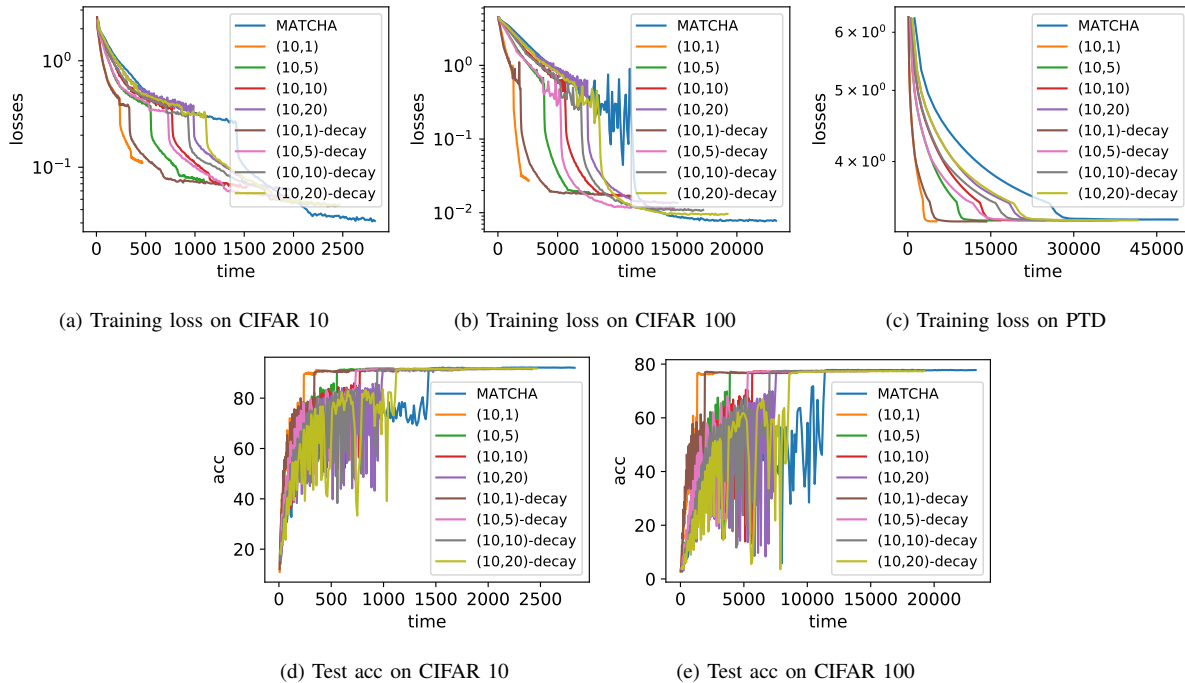 MATCHA
(10,1)
(10,5)
(10,10)
(10,20)
(10,1)-decay
(10,5)-decay
(10,10)-decay
(10,20)-decay
10⁰
10⁻¹
losses
0 500 1000 1500 2000 2500
time
(a) Training loss on CIFAR 10
MATCHA
(10,1)
(10,5)
(10,10)
(10,20)
(10,1)-decay
(10,5)-decay
(10,10)-decay
(10,20)-decay
10⁰
10⁻¹
10⁻²
losses
0 5000 10000 15000 20000
time
(b) Training loss on CIFAR 100
MATCHA
(10,1)
(10,5)
(10,10)
(10,20)
(10,1)-decay
(10,5)-decay
(10,10)-decay
(10,20)-decay
6 × 10⁰
5 × 10⁰
4 × 10⁰
losses
0 15000 30000 45000
time
(c) Training loss on PTD
MATCHA
(10,1)
(10,5)
(10,10)
(10,20)
(10,1)-decay
(10,5)-decay
(10,10)-decay
(10,20)-decay
80
60
40
20
acc
0 500 1000 1500 2000 2500
time
(d) Test acc on CIFAR 10
MATCHA
(10,1)
(10,5)
(10,10)
(10,20)
(10,1)-decay
(10,5)-decay
(10,10)-decay
(10,20)-decay
80
60
40
20
0
acc
0 5000 10000 15000 20000
time
(e) Test acc on CIFAR 100